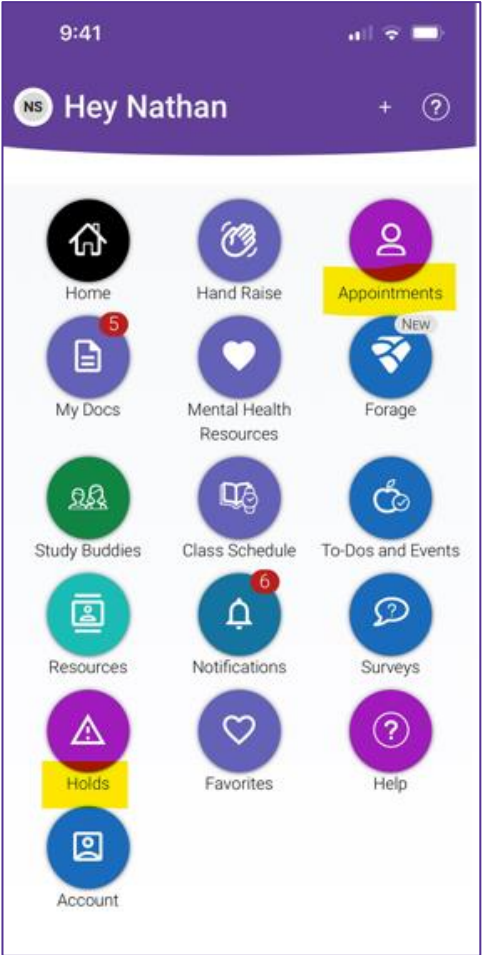 9:41
NS Hey Nathan + ?
Home Hand Raise Appointments
5 NEW
My Docs Mental Health Forage
Resources
Study Buddies Class Schedule To-Dos and Events
6
Resources Notifications Surveys
Holds Favorites Help
Account